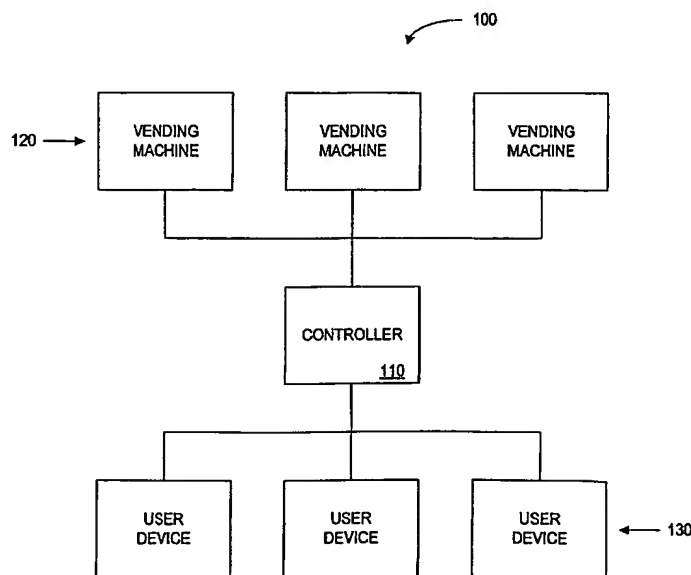 100
120
VENDING
MACHINE
VENDING
MACHINE
VENDING
MACHINE
CONTROLLER
110
USER
DEVICE
USER
DEVICE
USER
DEVICE
130